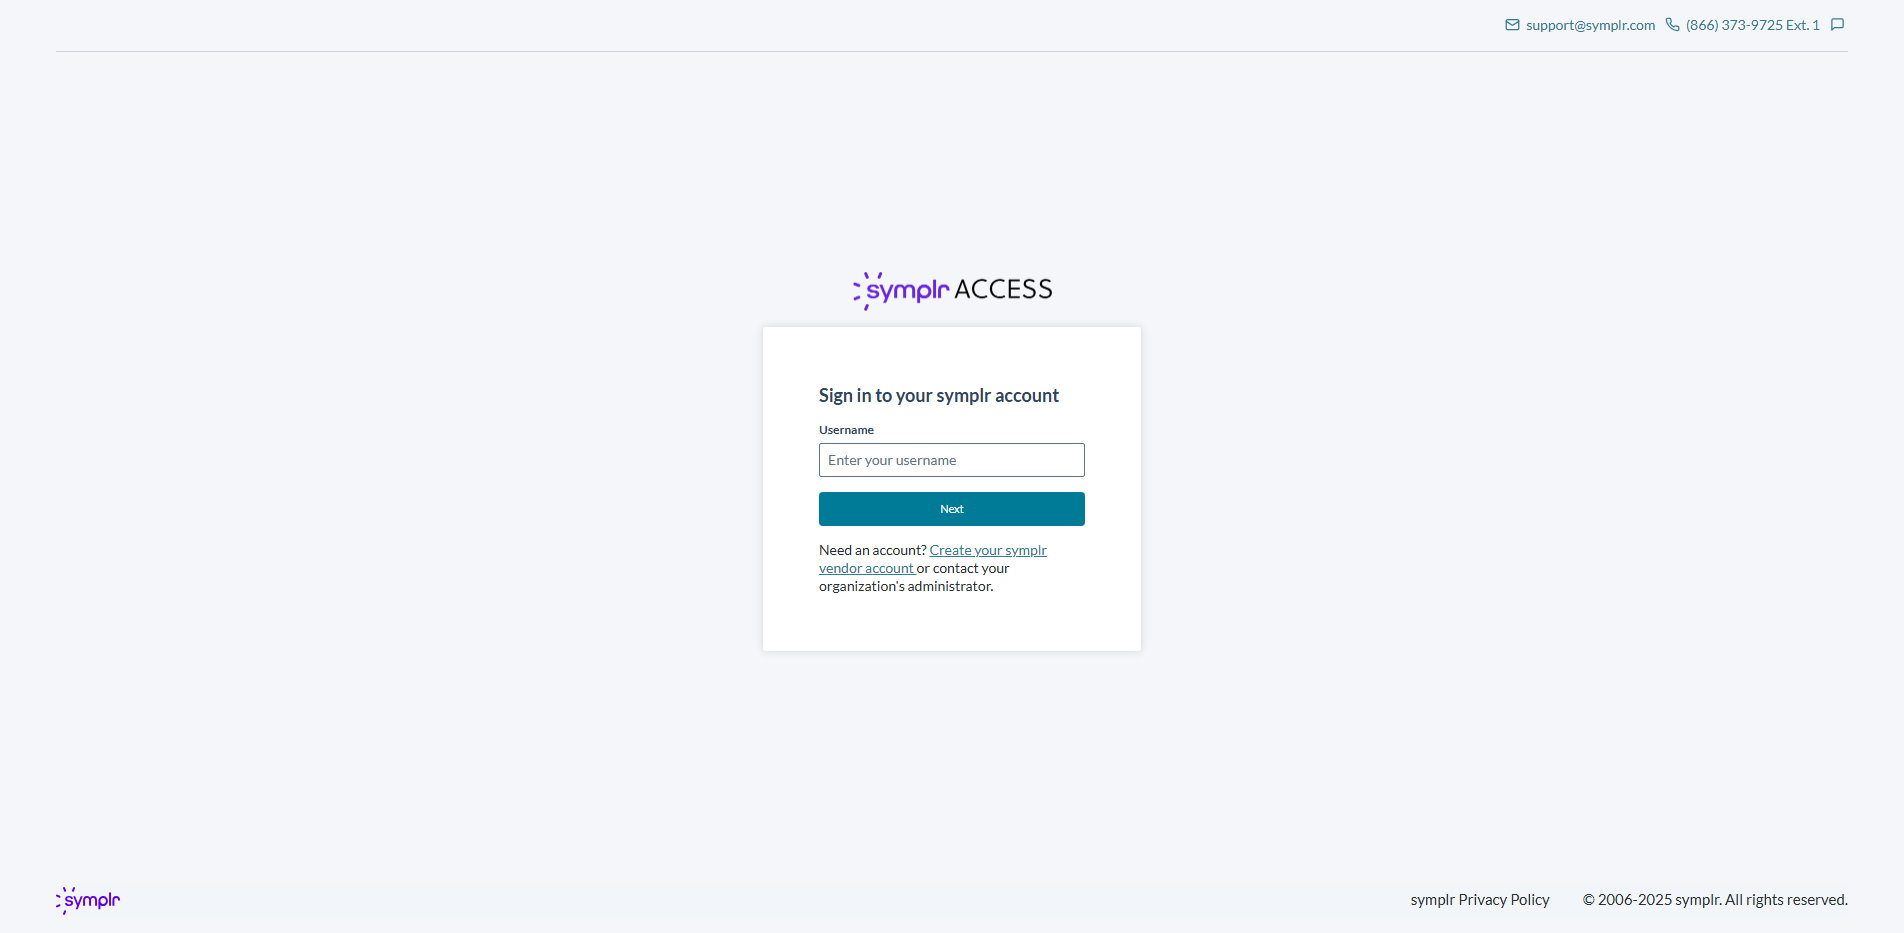 support@symplr.com (866) 373-9725 Ext. 1
symplr ACCESS
Sign in to your symplr account
Username
Enter your username
Next
Need an account? Create your symplr
vendor account or contact your
organization's administrator.
symplr symplr Privacy Policy © 2006-2025 symplr. All rights reserved.